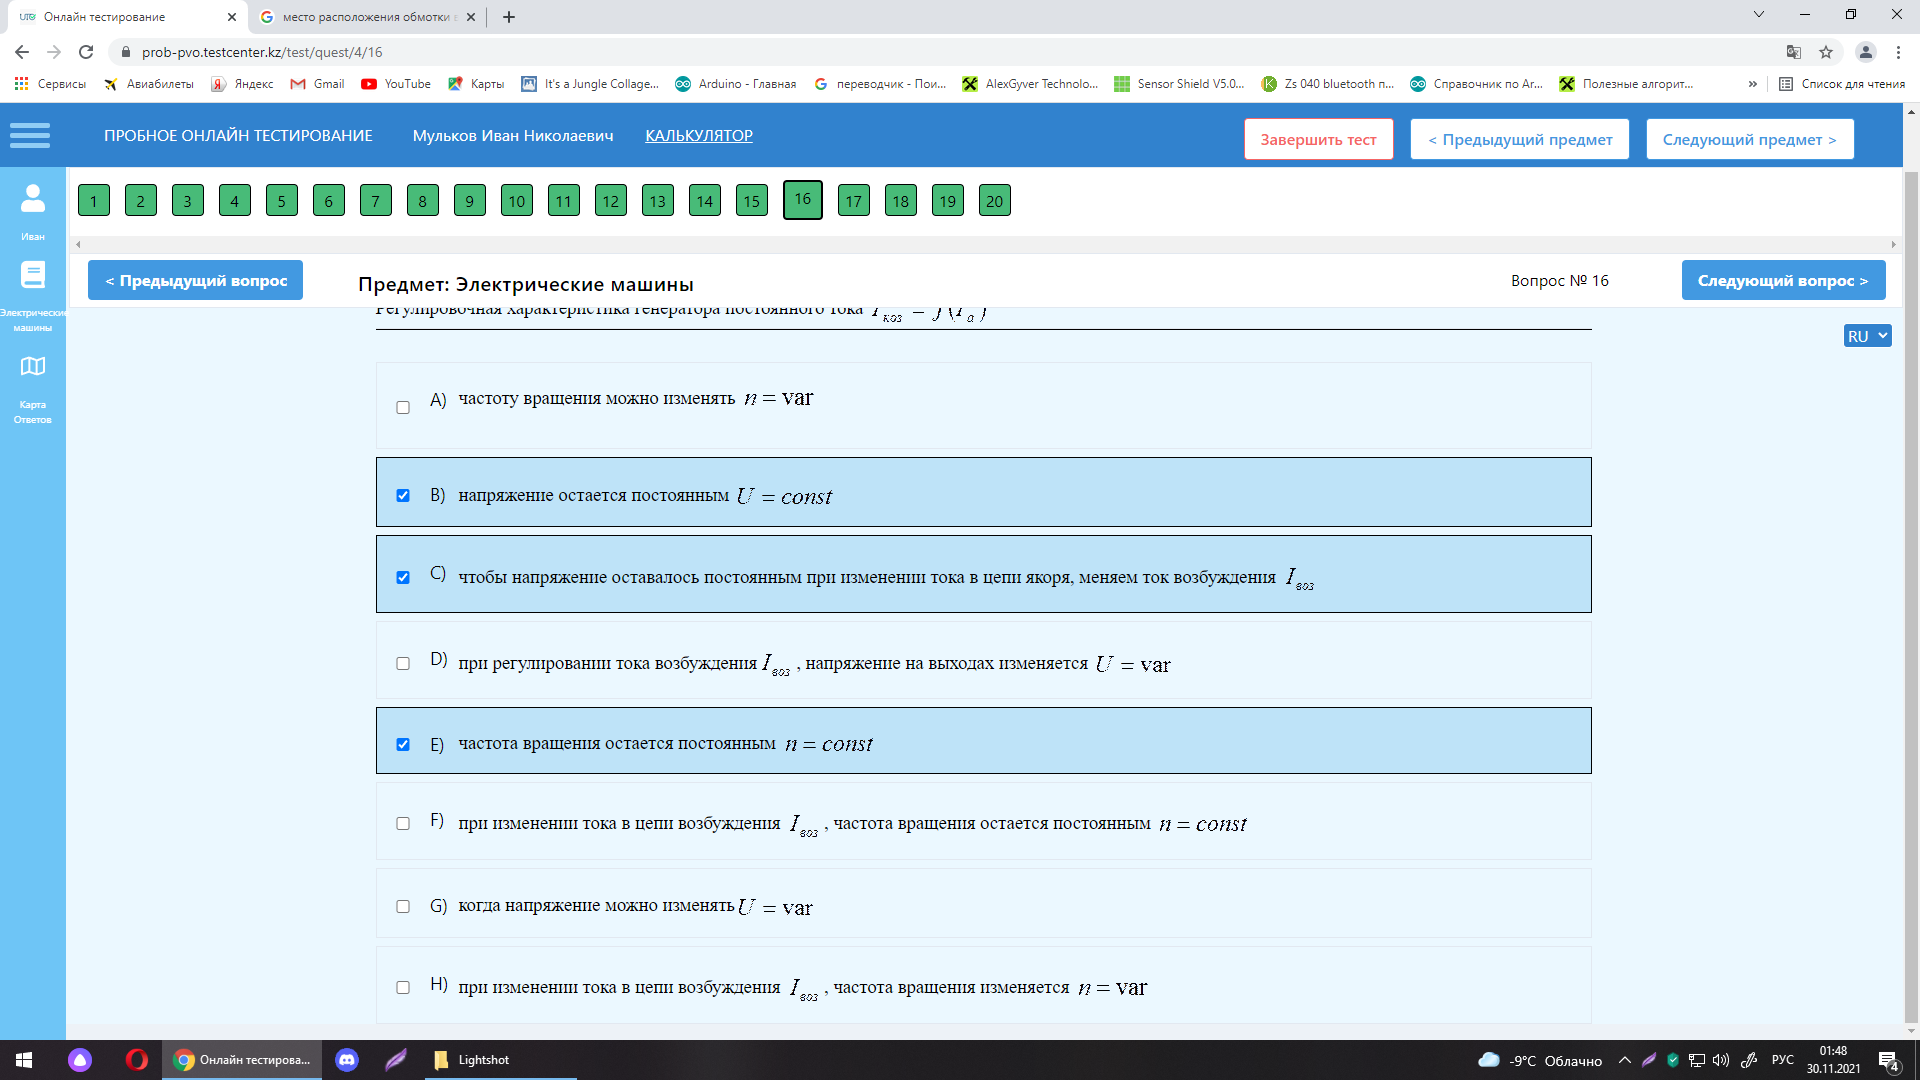 Онлайн тестирование
место расположения обмотки в
prob-pvo.testcenter.kz/test/quest/4/16
Сервисы Авиабилеты Яндекс Gmail YouTube Карты It's a Jungle Collage... Arduino - Главная переводчик - Пои... AlexGyver Technolo... Sensor Shield V5.0... Zs 040 bluetooth п... Справочник по Ar... Полезные алгорит... » Список для чтения
ПРОБНОЕ ОНЛАЙН ТЕСТИРОВАНИЕ Мульков Иван Николаевич КАЛЬКУЛЯТОР Завершить тест < Предыдущий предмет Следующий предмет >
1 2 3 4 5 6 7 8 9 10 11 12 13 14 15 16 17 18 19 20
Иван
Электрические машины
Карта
Ответов
< Предыдущий вопрос Предмет: Электрические машины Вопрос № 16 Следующий вопрос >
Регулировочная характеристика генератора постоянного тока I коз = f (I a )
RU
A) частоту вращения можно изменять n = var
B) напряжение остается постоянным U = const
C) чтобы напряжение оставалось постоянным при изменении тока в цепи якоря, меняем ток возбуждения I воз
D) при регулировании тока возбуждения I воз , напряжение на выходах изменяется U = var
E) частота вращения остается постоянным n = const
F) при изменении тока в цепи возбуждения I воз , частота вращения остается постоянным n = const
G) когда напряжение можно изменять U = var
H) при изменении тока в цепи возбуждения I воз , частота вращения изменяется n = var
Онлайн тестирова... Lightshot -9°C Облачно РУС 01:48
30.11.2021
4